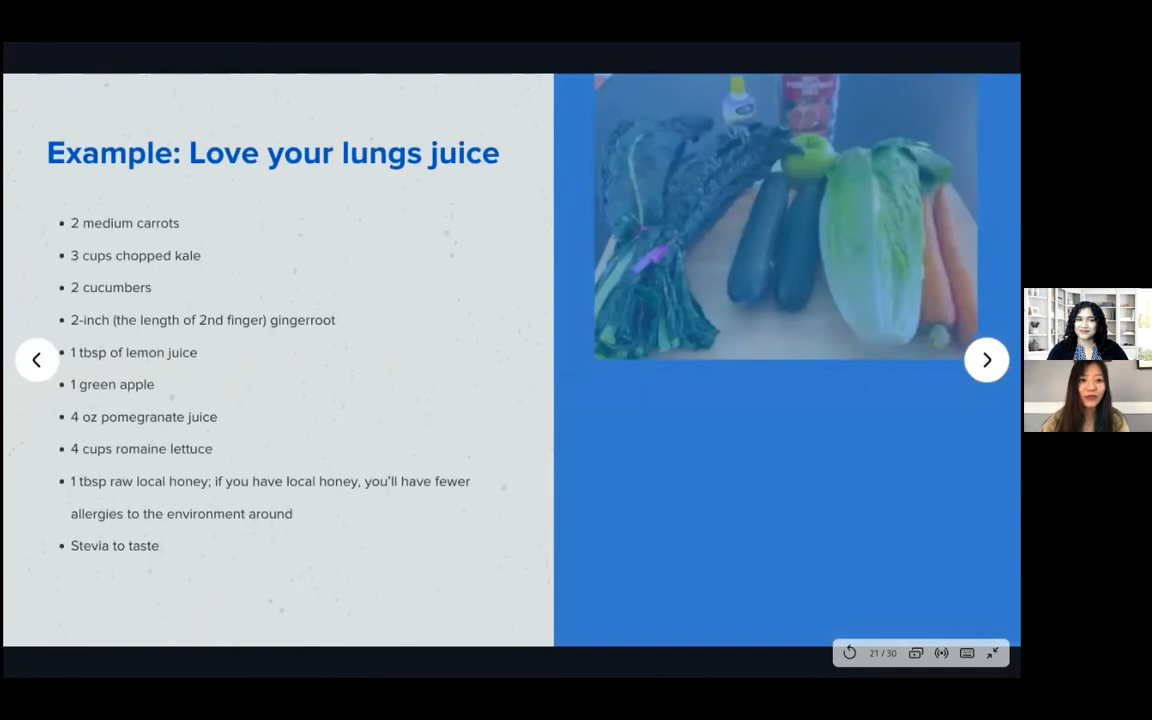 Example: Love your lungs juice
• 2 medium carrots
• 3 cups chopped kale
• 2 cucumbers
• 2-inch (the length of 2nd finger) gingerroot
• 1 tbsp of lemon juice
• 1 green apple
• 4 oz pomegranate juice
• 4 cups romaine lettuce
• 1 tbsp raw local honey; if you have local honey, you'll have fewer
allergies to the environment around
• Stevia to taste
21 / 30